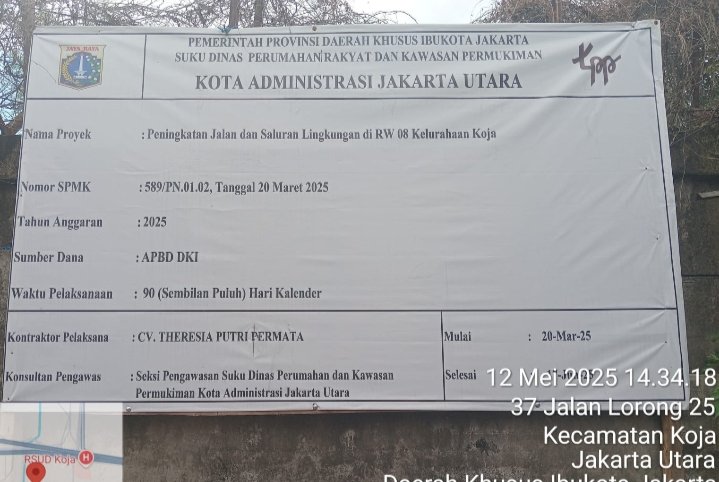 JAYA RAYA
PEMERINTAH PROVINSI DAERAH KHUSUS IBUKOTA JAKARTA
SUKU DINAS PERUMAHAN RAKYAT DAN KAWASAN PERMUKIMAN
KOTA ADMINISTRASI JAKARTA UTARA
Nama Proyek : Peningkatan Jalan dan Saluran Lingkungan di RW 08 Kelurahaan Koja
Nomor SPMK : 589/PN.01.02, Tanggal 20 Maret 2025
Tahun Anggaran : 2025
Sumber Dana : APBD DKI
Waktu Pelaksanaan : 90 (Sembilan Puluh) Hari Kalender
Kontraktor Pelaksana : CV. THERESIA PUTRI PERMATA
Mulai : 20-Mar-25
Konsultan Pengawas : Seksi Pengawasan Suku Dinas Perumahan dan Kawasan
Permukiman Kota Administrasi Jakarta Utara
Selesai
12 Mei 2025 14.34.18
37 Jalan Lorong 25
Kecamatan Koja
Jakarta Utara
Daerah Khusus Ibukota Jakarta
RSUD Koja H